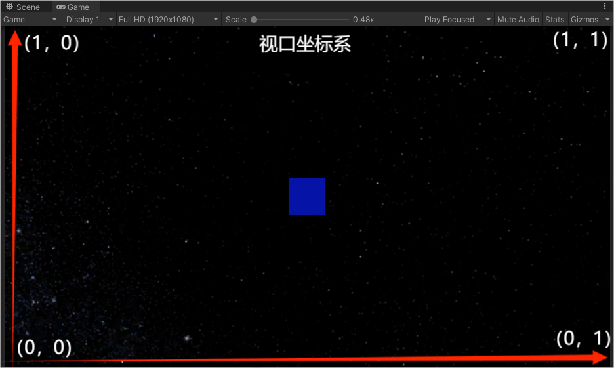 Scene Game
Game Display 1 Full HD (1920x1080) Scale 0.48x Play Focused Mute Audio Stats Gizmos
(1, 0) 视口坐标系 (1, 1)
(0, 0) (0, 1)